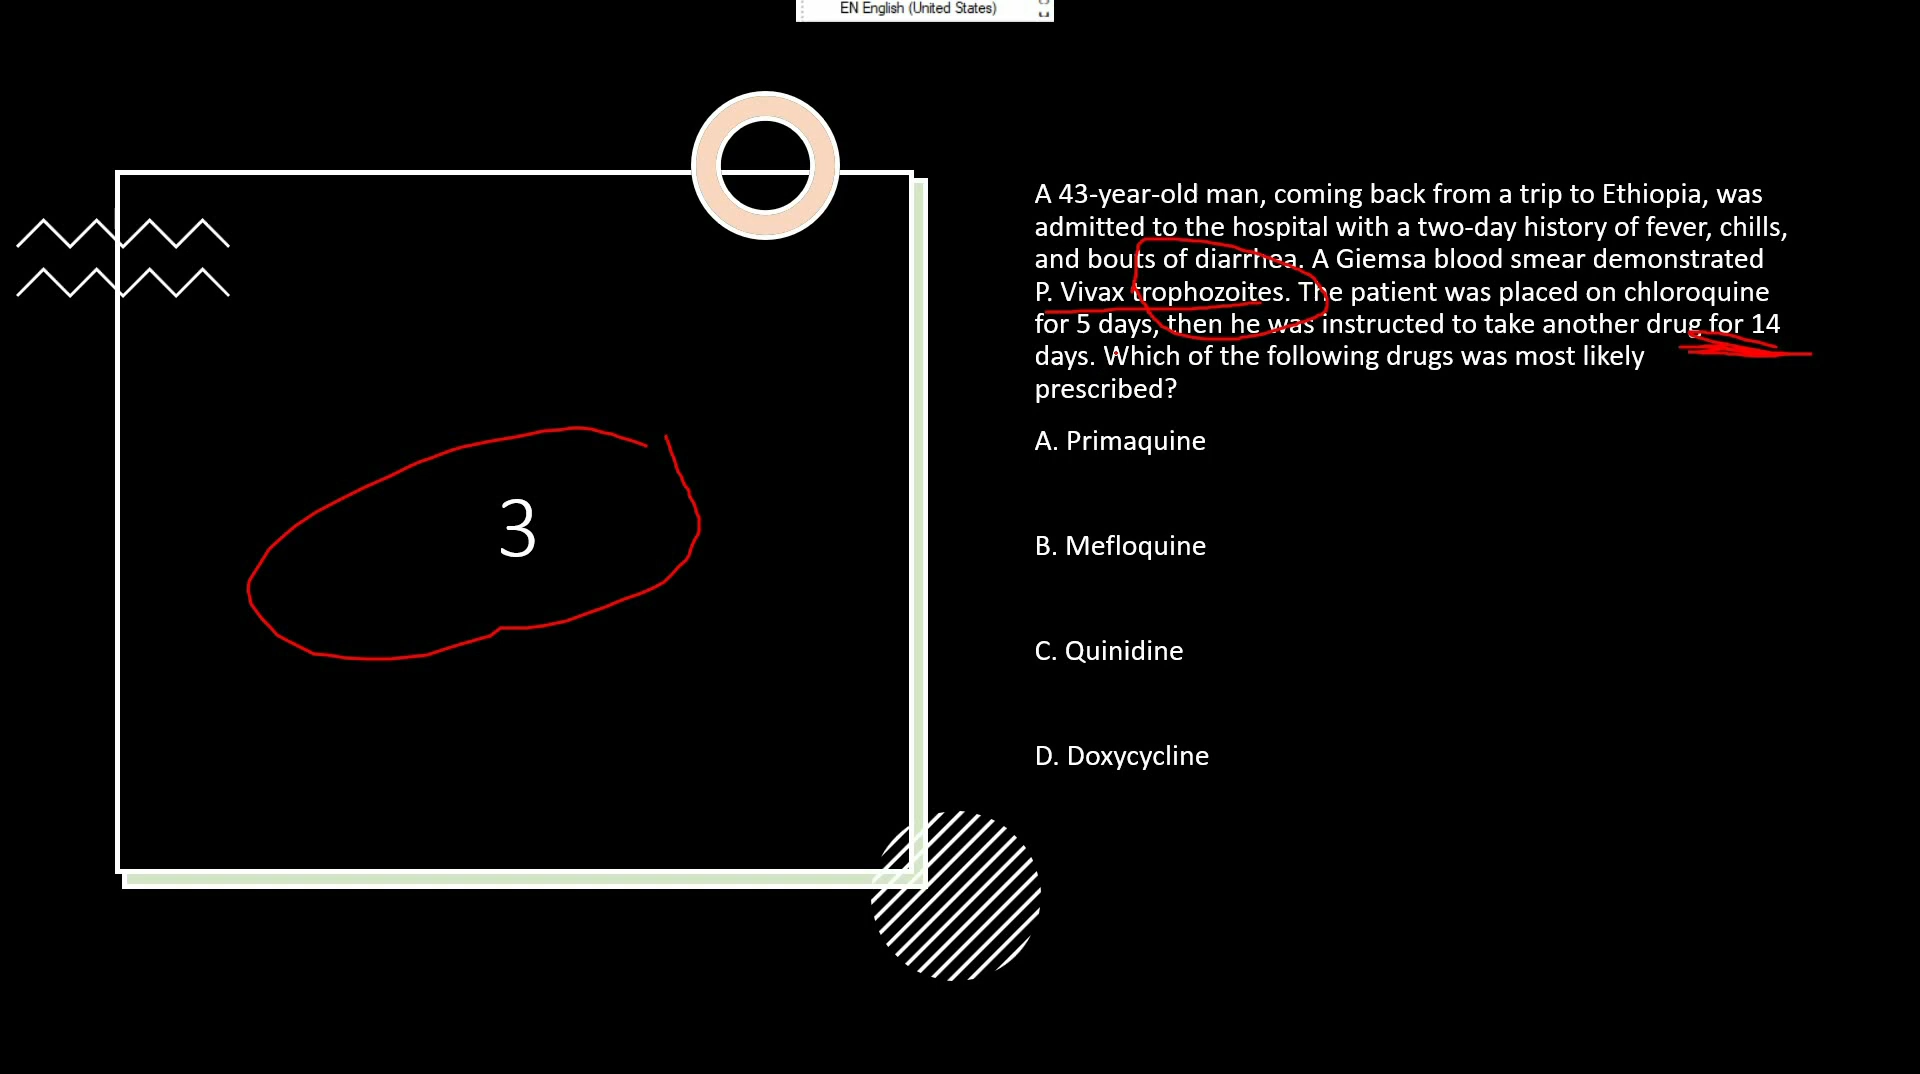 EN English (United States)
3
A 43-year-old man, coming back from a trip to Ethiopia, was
admitted to the hospital with a two-day history of fever, chills,
and bouts of diarrhea. A Giemsa blood smear demonstrated
P. Vivax trophozoites. The patient was placed on chloroquine
for 5 days, then he was instructed to take another drug for 14
days. Which of the following drugs was most likely
prescribed?
A. Primaquine
B. Mefloquine
C. Quinidine
D. Doxycycline